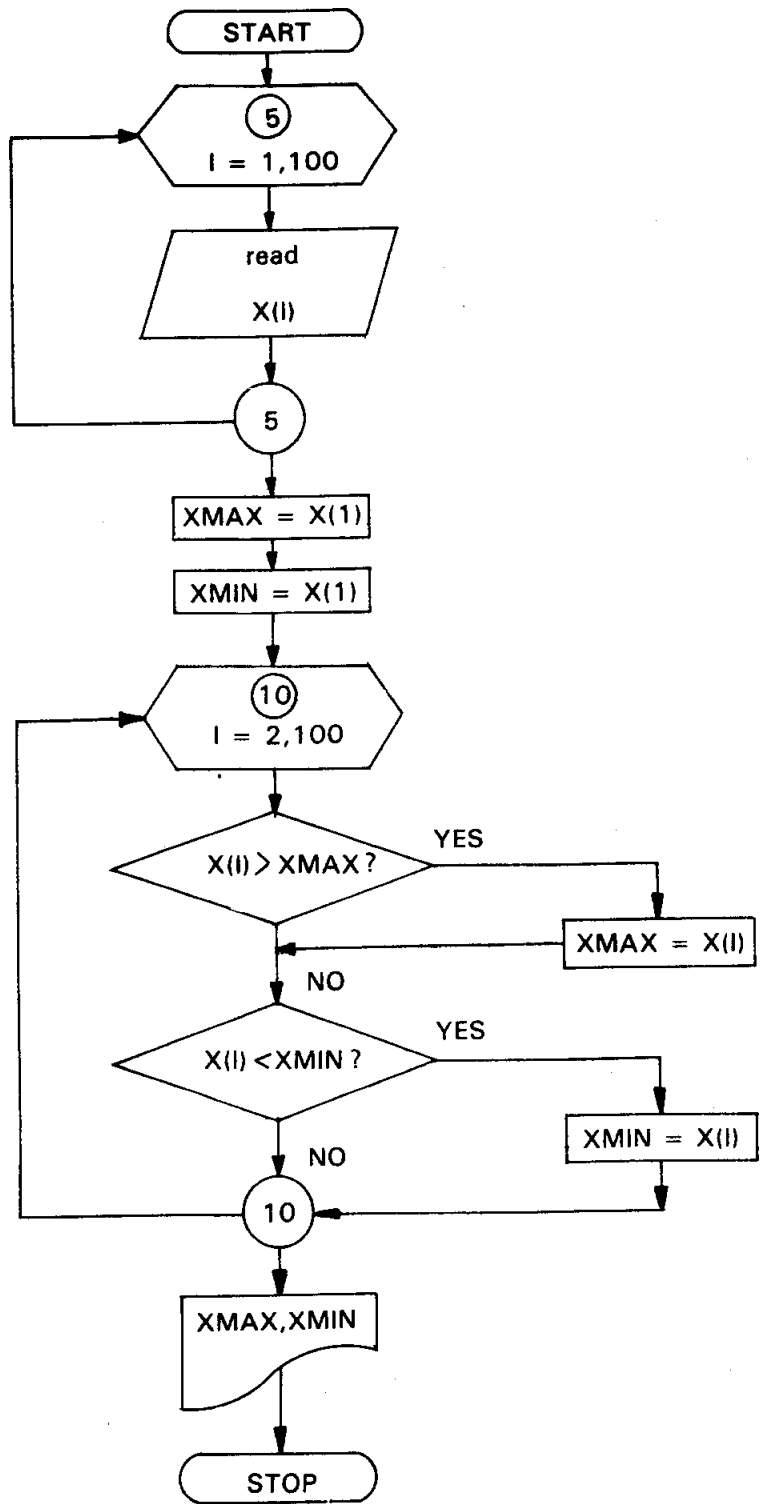 START
5
I = 1,100
read
X(I)
5
XMAX = X(1)
XMIN = X(1)
10
I = 2,100
X(I) > XMAX ?
YES
XMAX = X(I)
NO
X(I) < XMIN ?
YES
XMIN = X(I)
NO
10
XMAX,XMIN
STOP